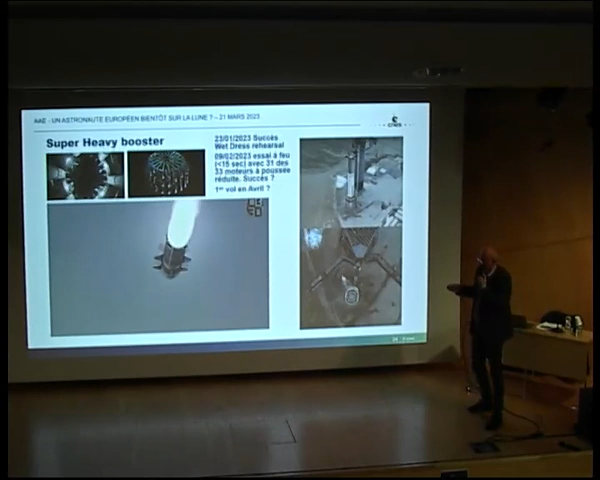 AAE - UN ASTRONAUTE EUROPÉEN BIENTÔT SUR LA LUNE ? – 21 MARS 2023
cnes
Super Heavy booster
23/01/2023 Succès
Wet Dress rehearsal
09/02/2023 essai à feu
(<15 sec) avec 31 des
33 moteurs à poussée
réduite. Succès ?
1er vol en Avril ?